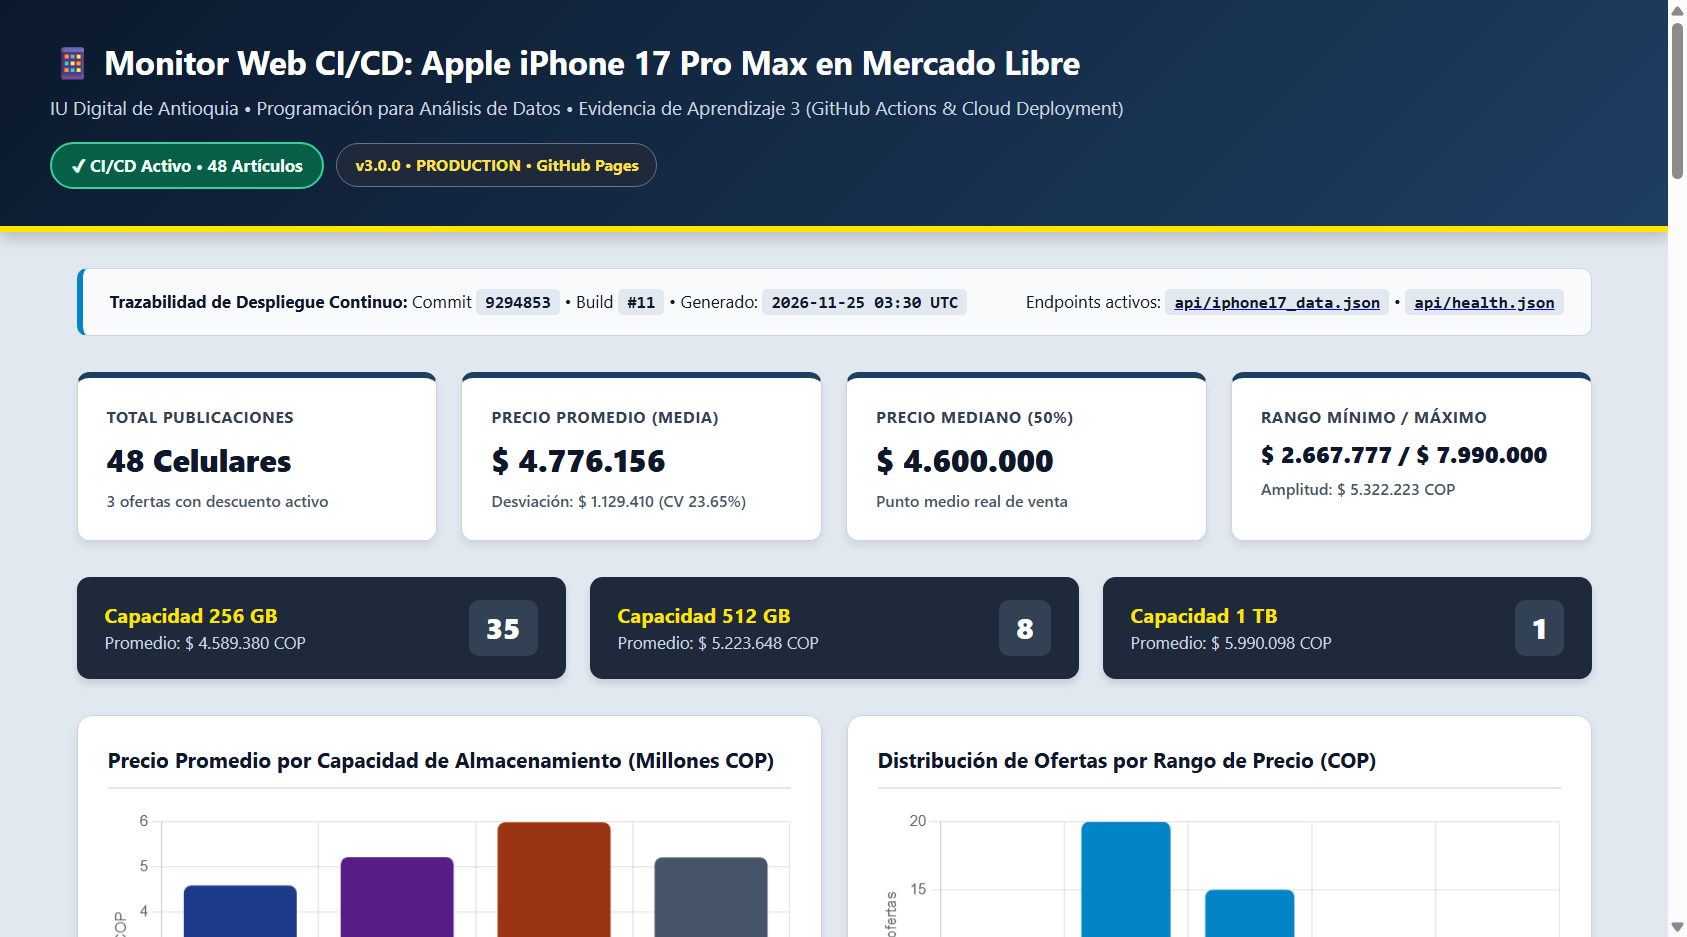 Monitor Web CI/CD: Apple iPhone 17 Pro Max en Mercado Libre
IU Digital de Antioquia • Programación para Análisis de Datos • Evidencia de Aprendizaje 3 (GitHub Actions & Cloud Deployment)
✓ CI/CD Activo • 48 Artículos
v3.0.0 • PRODUCTION • GitHub Pages
Trazabilidad de Despliegue Continuo: Commit 9294853 • Build #11 • Generado: 2026-11-25 03:30 UTC
Endpoints activos: api/iphone17_data.json • api/health.json
TOTAL PUBLICACIONES
48 Celulares
3 ofertas con descuento activo
PRECIO PROMEDIO (MEDIA)
$ 4.776.156
Desviación: $ 1.129.410 (CV 23.65%)
PRECIO MEDIANO (50%)
$ 4.600.000
Punto medio real de venta
RANGO MÍNIMO / MÁXIMO
$ 2.667.777 / $ 7.990.000
Amplitud: $ 5.322.223 COP
Capacidad 256 GB
Promedio: $ 4.589.380 COP
35
Capacidad 512 GB
Promedio: $ 5.223.648 COP
8
Capacidad 1 TB
Promedio: $ 5.990.098 COP
1
Precio Promedio por Capacidad de Almacenamiento (Millones COP)
6
5
4
COP
Distribución de Ofertas por Rango de Precio (COP)
20
15
ofertas